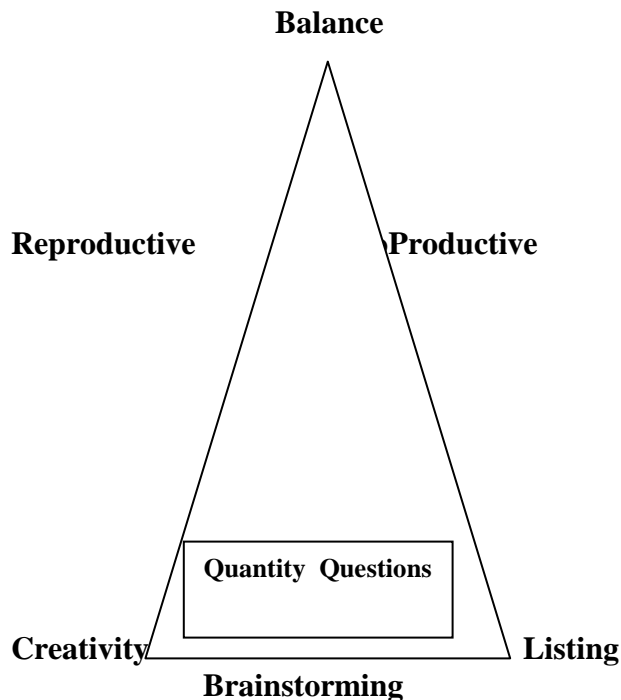 Balance
Reproductive
Productive
Quantity Questions
Creativity
Listing
Brainstorming